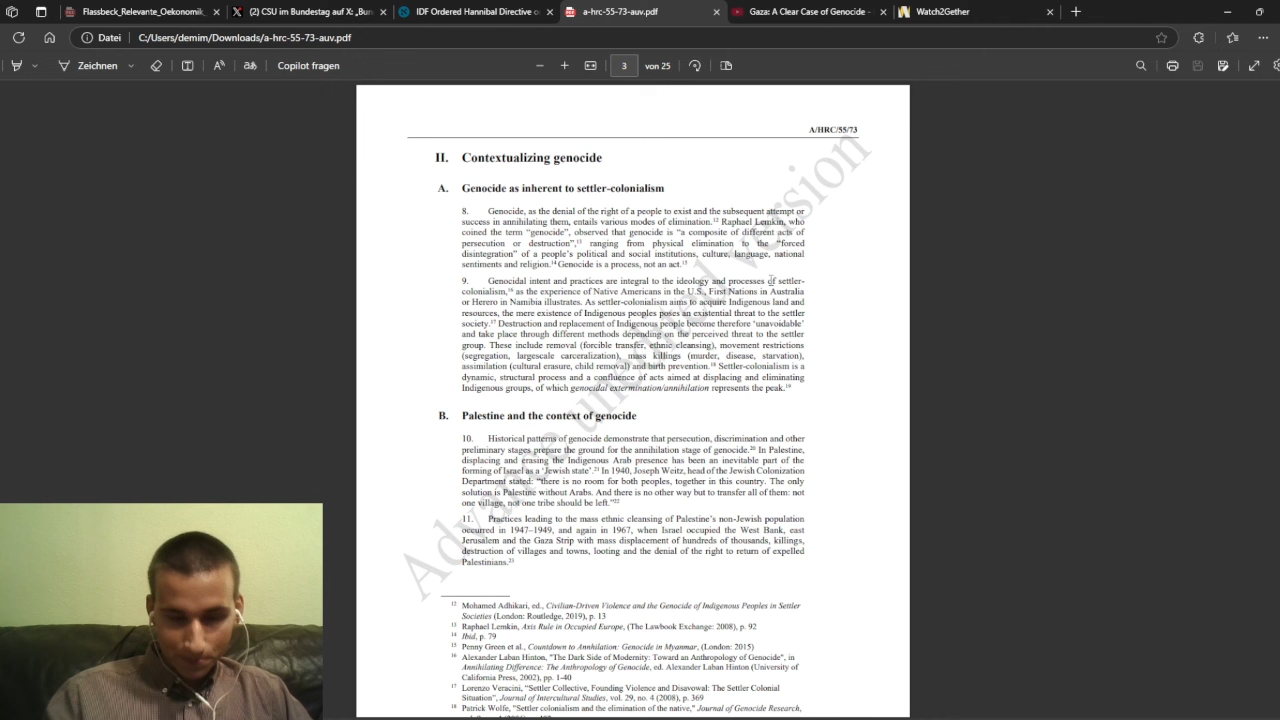 Flassbeck_Relevante_Oekonomik_
(2) CSU im Bundestag auf X: „Bun
IDF Ordered Hannibal Directive o
a-hrc-55-73-auv.pdf
Gaza: A Clear Case of Genocide -
Watch2Gether
Datei C:/Users/demim/Downloads/a-hrc-55-73-auv.pdf
Zeichnen
Copilot fragen
3 von 25
A/HRC/55/73
II. Contextualizing genocide
A. Genocide as inherent to settler-colonialism
8. Genocide, as the denial of the right of a people to exist and the subsequent attempt or
success in annihilating them, entails various modes of elimination.12 Raphael Lemkin, who
coined the term “genocide”, observed that genocide is “a composite of different acts of
persecution or destruction”,13 ranging from physical elimination to the “forced
disintegration” of a people’s political and social institutions, culture, language, national
sentiments and religion.14 Genocide is a process, not an act.15
9. Genocidal intent and practices are integral to the ideology and processes of settler-
colonialism,16 as the experience of Native Americans in the U.S., First Nations in Australia
or Herero in Namibia illustrates. As settler-colonialism aims to acquire Indigenous land and
resources, the mere existence of Indigenous peoples poses an existential threat to the settler
society.17 Destruction and replacement of Indigenous people become therefore ‘unavoidable’
and take place through different methods depending on the perceived threat to the settler
group. These include removal (forcible transfer, ethnic cleansing), movement restrictions
(segregation, largescale carceralization), mass killings (murder, disease, starvation),
assimilation (cultural erasure, child removal) and birth prevention.18 Settler-colonialism is a
dynamic, structural process and a confluence of acts aimed at displacing and eliminating
Indigenous groups, of which genocidal extermination/annihilation represents the peak.19
B. Palestine and the context of genocide
10. Historical patterns of genocide demonstrate that persecution, discrimination and other
preliminary stages prepare the ground for the annihilation stage of genocide.20 In Palestine,
displacing and erasing the Indigenous Arab presence has been an inevitable part of the
forming of Israel as a ‘Jewish state’.21 In 1940, Joseph Weitz, head of the Jewish Colonization
Department stated: “there is no room for both peoples, together in this country. The only
solution is Palestine without Arabs. And there is no other way but to transfer all of them: not
one village, not one tribe should be left.”22
11. Practices leading to the mass ethnic cleansing of Palestine’s non-Jewish population
occurred in 1947–1949, and again in 1967, when Israel occupied the West Bank, east
Jerusalem and the Gaza Strip with mass displacement of hundreds of thousands, killings,
destruction of villages and towns, looting and the denial of the right to return of expelled
Palestinians.23
12 Mohamed Adhikari, ed., Civilian-Driven Violence and the Genocide of Indigenous Peoples in Settler
Societies (London: Routledge, 2019), p. 13
13 Raphael Lemkin, Axis Rule in Occupied Europe, (The Lawbook Exchange: 2008), p. 92
14 Ibid, p. 79
15 Penny Green et al., Countdown to Annhilation: Genocide in Myanmar, (London: 2015)
16 Alexander Laban Hinton, "The Dark Side of Modernity: Toward an Anthropology of Genocide", in
Annihilating Difference: The Anthropology of Genocide, ed. Alexander Laban Hinton (University of
California Press, 2002), pp. 1-40
17 Lorenzo Veracini, “Settler Collective, Founding Violence and Disavowal: The Settler Colonial
Situation”, Journal of Intercultural Studies, vol. 29, no. 4 (2008), p. 369
18 Patrick Wolfe, "Settler colonialism and the elimination of the native," Journal of Genocide Research,
Advance unedited version